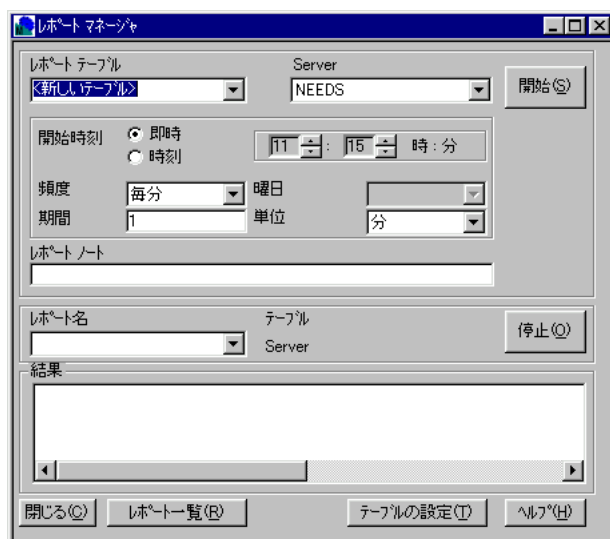 ﾚﾎﾟｰﾄ ﾏﾈｰｼﾞｬ
ﾚﾎﾟｰﾄ ﾃｰﾌﾞﾙ Server
<新しいﾃｰﾌﾞﾙ> NEEDS 開始(S)
開始時刻 即時 11 : 15 時 : 分
時刻
頻度 毎分 曜日
期間 1 単位 分
ﾚﾎﾟｰﾄ ﾉｰﾄ
ﾚﾎﾟｰﾄ名 ﾃｰﾌﾞﾙ 停止(O)
Server
結果
閉じる(C) ﾚﾎﾟｰﾄ一覧(R) ﾃｰﾌﾞﾙの設定(T) ﾍﾙﾌﾟ(H)